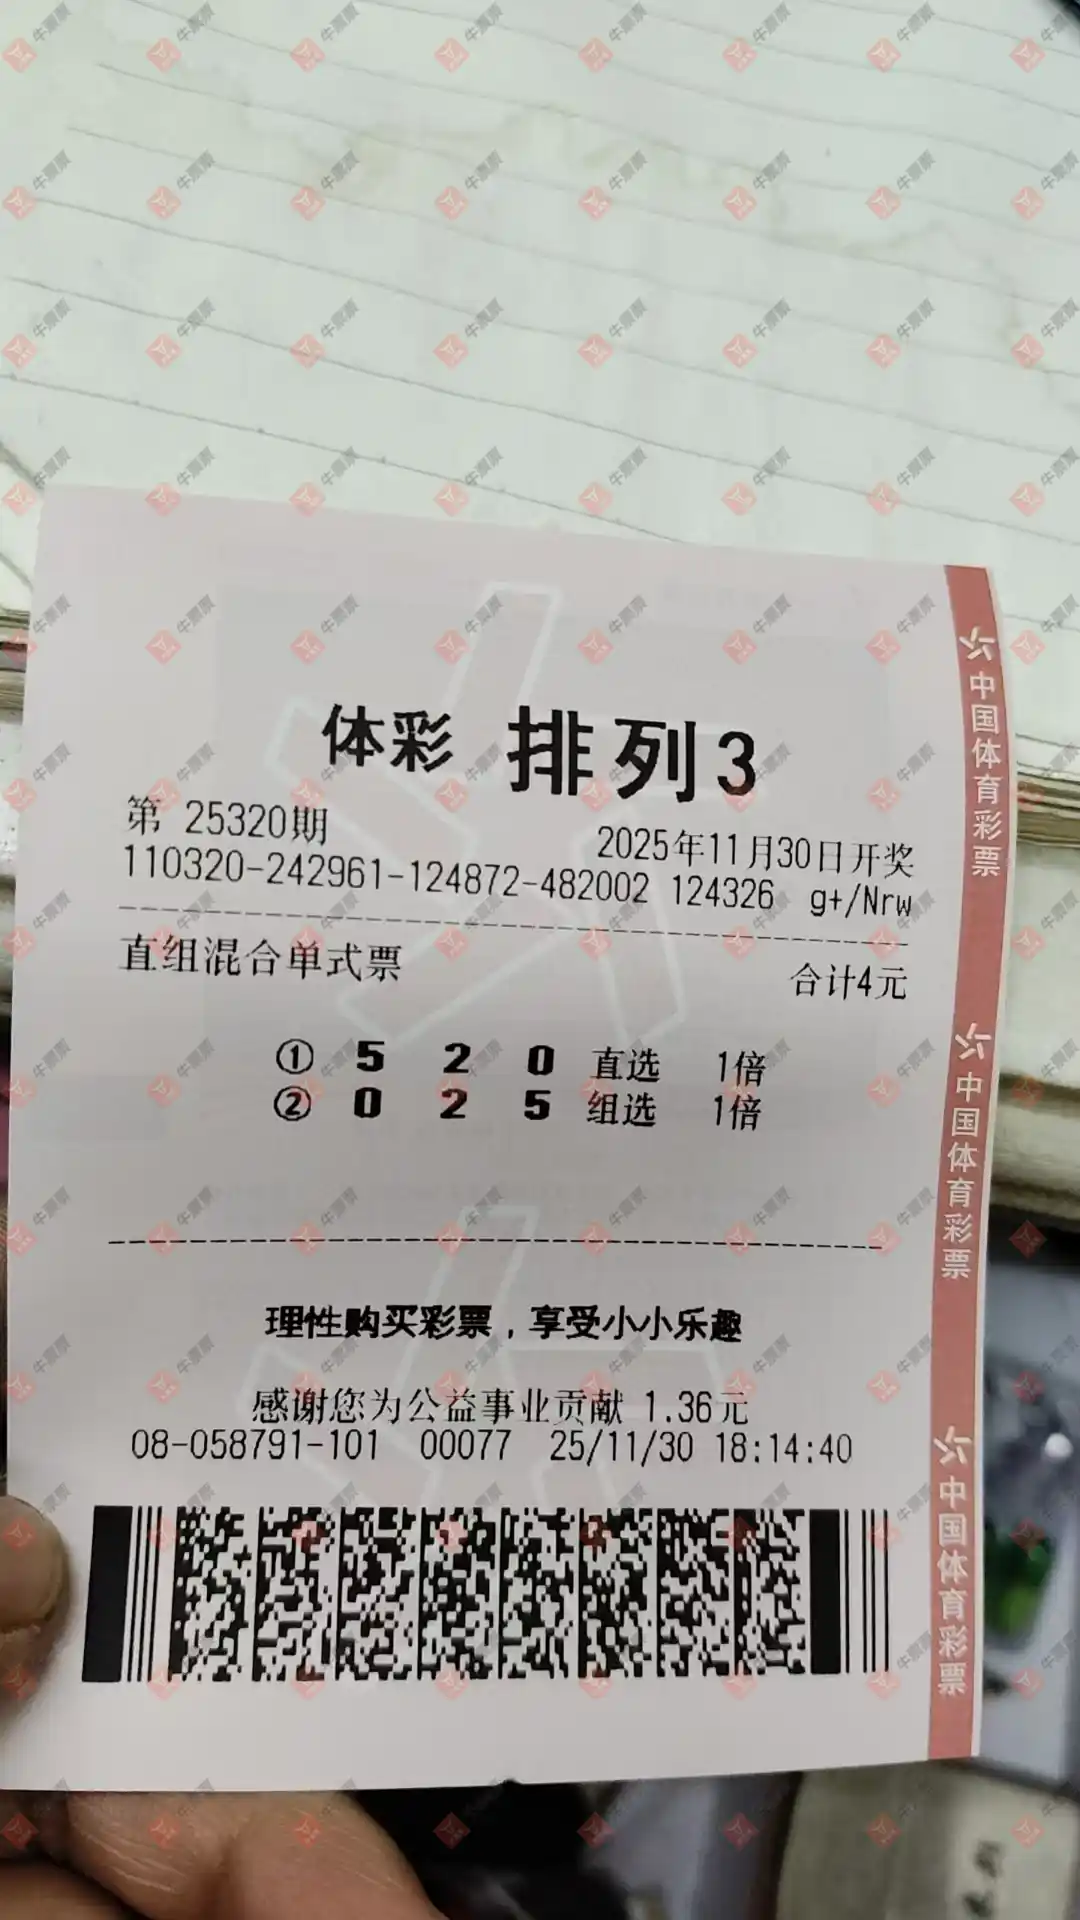 体彩 排列3
第 25320期 2025年11月30日开奖
110320-242961-124872-482002 124326 g+/Nrw
直组混合单式票 合计4元
① 5 2 0 直选 1倍
② 0 2 5 组选 1倍
理性购买彩票，享受小小乐趣
感谢您为公益事业贡献 1.36元
08-058791-101 00077 25/11/30 18:14:40
中国体育彩票
中国体育彩票
中国体育彩票
牛票票